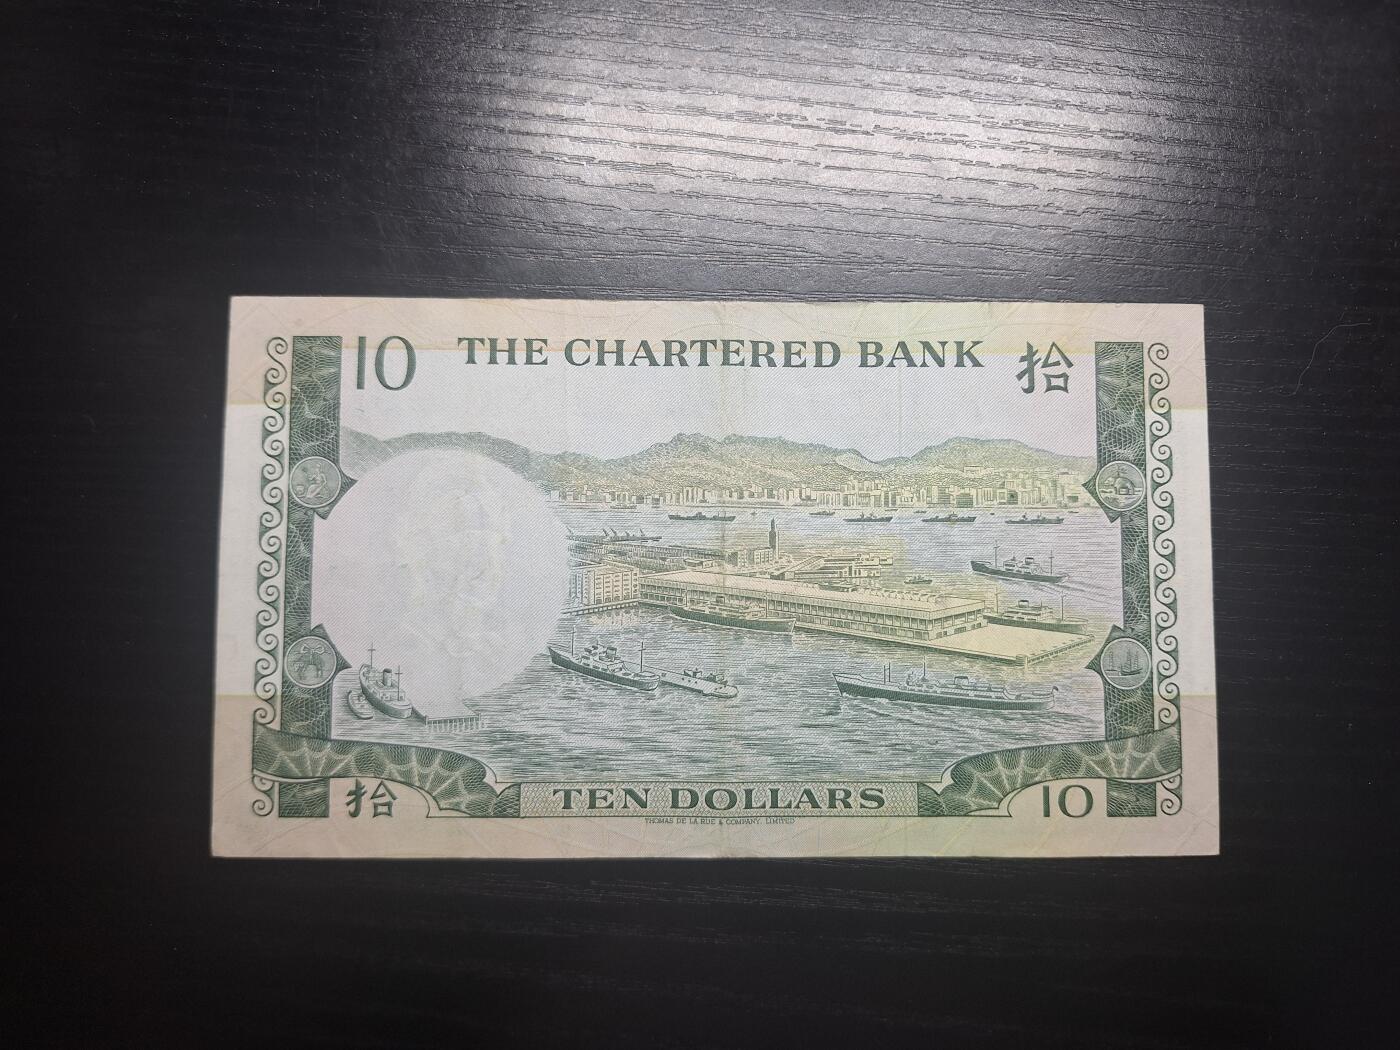 10 THE CHARTERED BANK 拾
拾 TEN DOLLARS 10
THOMAS DE LA RUE & COMPANY, LIMITED